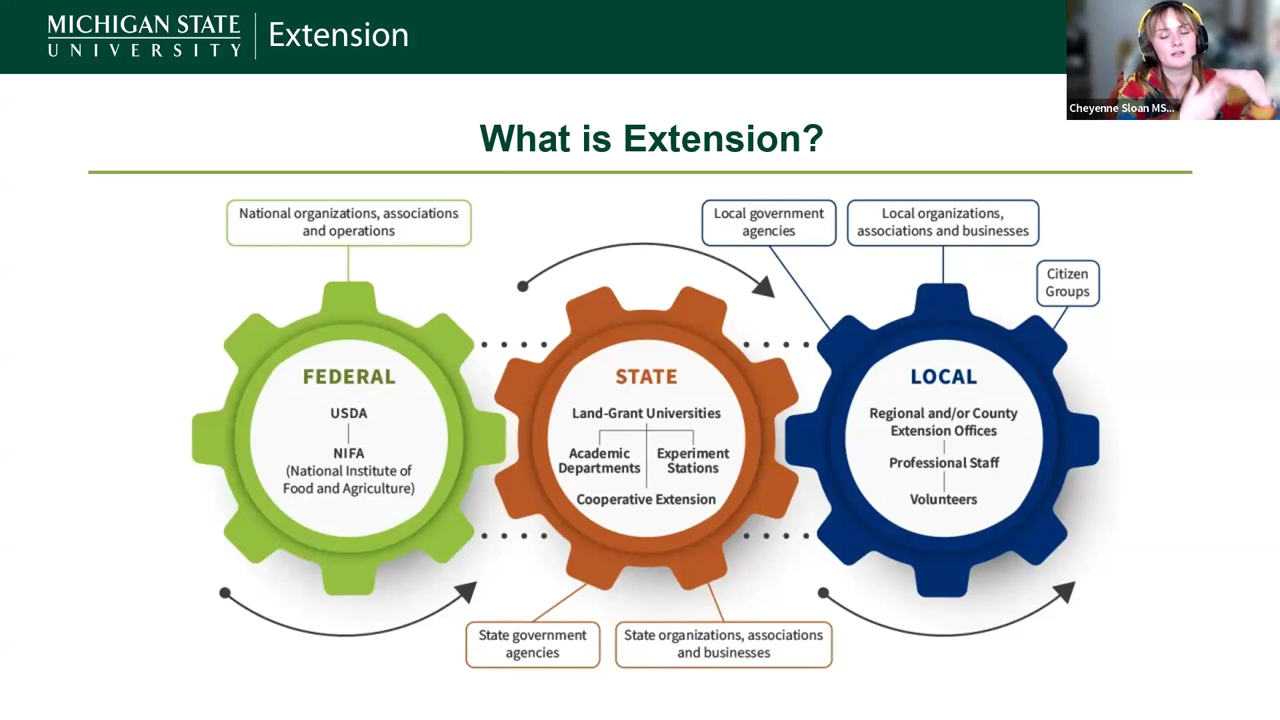 MICHIGAN STATE
UNIVERSITY
Extension
Cheyenne Sloan MS...
What is Extension?
National organizations, associations
and operations
Local government
agencies
Local organizations,
associations and businesses
Citizen
Groups
FEDERAL
USDA
NIFA
(National Institute of
Food and Agriculture)
STATE
Land-Grant Universities
Academic
Departments
Experiment
Stations
Cooperative Extension
LOCAL
Regional and/or County
Extension Offices
Professional Staff
Volunteers
State government
agencies
State organizations, associations
and businesses